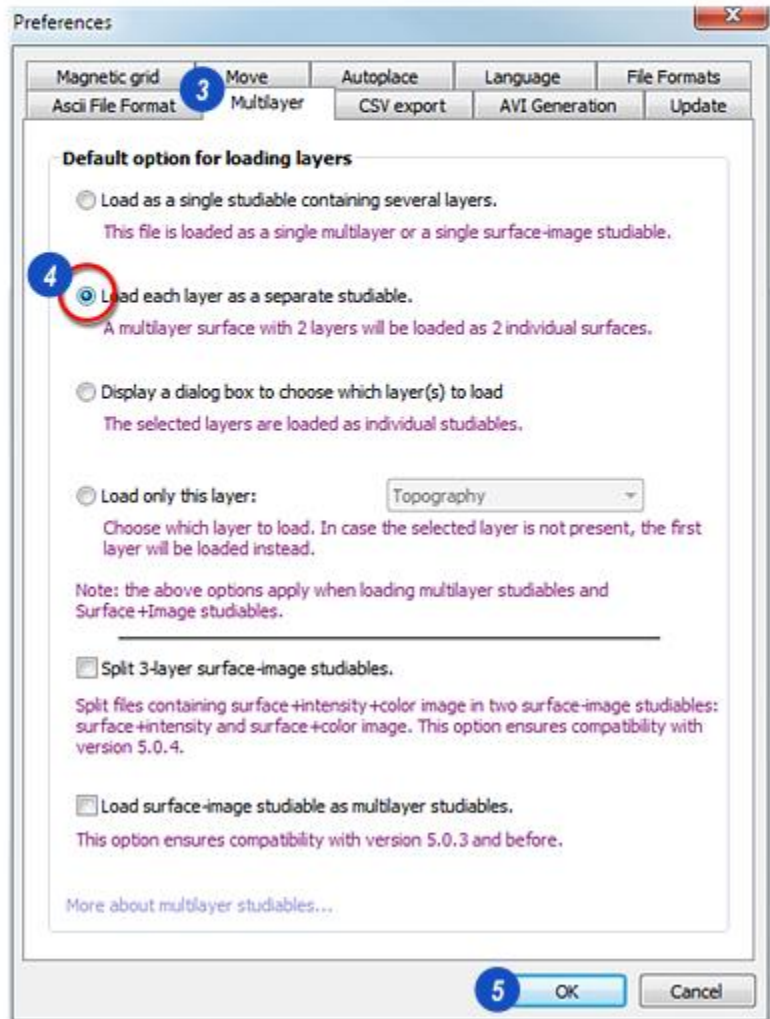 Preferences
x
Magnetic grid Move Autoplace Language File Formats
Ascii File Format 3 Multilayer CSV export AVI Generation Update
Default option for loading layers
Load as a single studiable containing several layers.
This file is loaded as a single multilayer or a single surface-image studiable.
4
Load each layer as a separate studiable.
A multilayer surface with 2 layers will be loaded as 2 individual surfaces.
Display a dialog box to choose which layer(s) to load
The selected layers are loaded as individual studiables.
Load only this layer: Topography
Choose which layer to load. In case the selected layer is not present, the first
layer will be loaded instead.
Note: the above options apply when loading multilayer studiables and
Surface+Image studiables.
Split 3-layer surface-image studiables.
Split files containing surface+intensity+color image in two surface-image studiables:
surface+intensity and surface+color image. This option ensures compatibility with
version 5.0.4.
Load surface-image studiable as multilayer studiables.
This option ensures compatibility with version 5.0.3 and before.
More about multilayer studiables...
5 OK Cancel